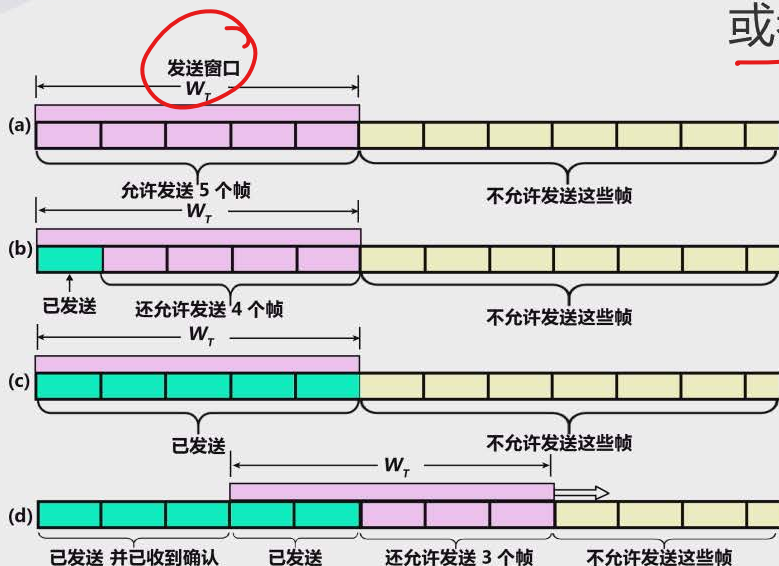 或
发送窗口
W_T
(a)
允许发送 5 个帧
不允许发送这些帧
W_T
(b)
已发送
还允许发送 4 个帧
不允许发送这些帧
W_T
(c)
已发送
不允许发送这些帧
W_T
(d)
已发送 并已收到确认
已发送
还允许发送 3 个帧
不允许发送这些帧